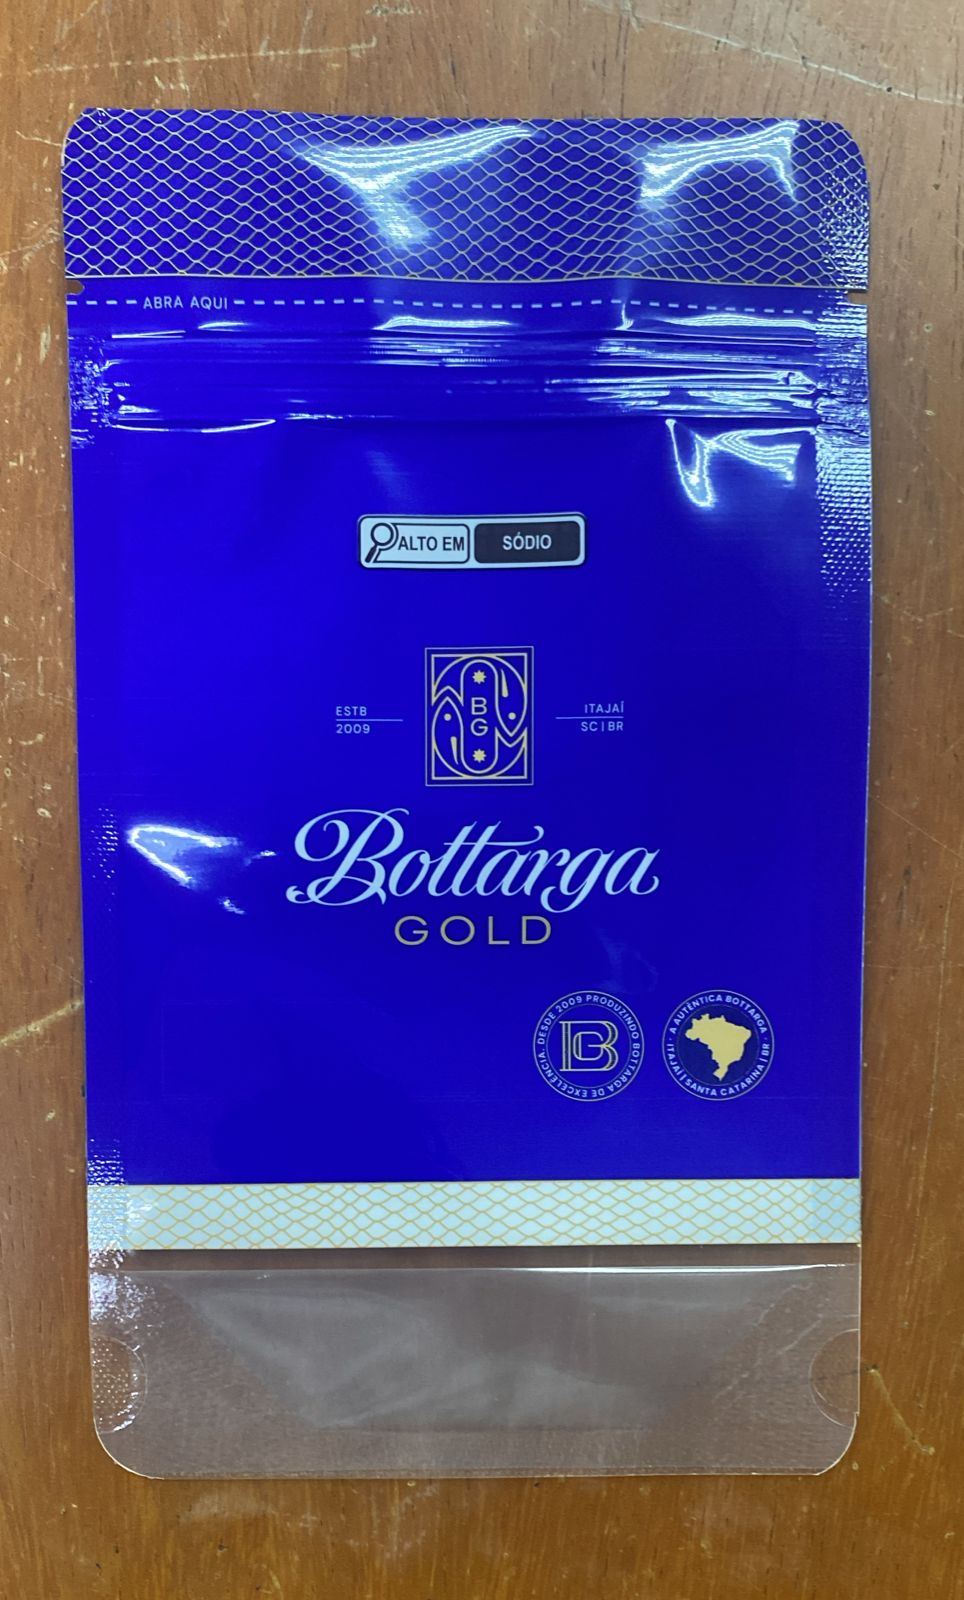 ABRA AQUI
ALTO EM SÓDIO
ESTB
2009
BG
ITAJAÍ
SC|BR
Bottarga
GOLD
DESDE 2009 PRODUZINDO BOTTARGA DE EXCELÊNCIA.
BG
A AUTÊNTICA BOTTARGA · ITAJAÍ | SANTA CATARINA | BR ·